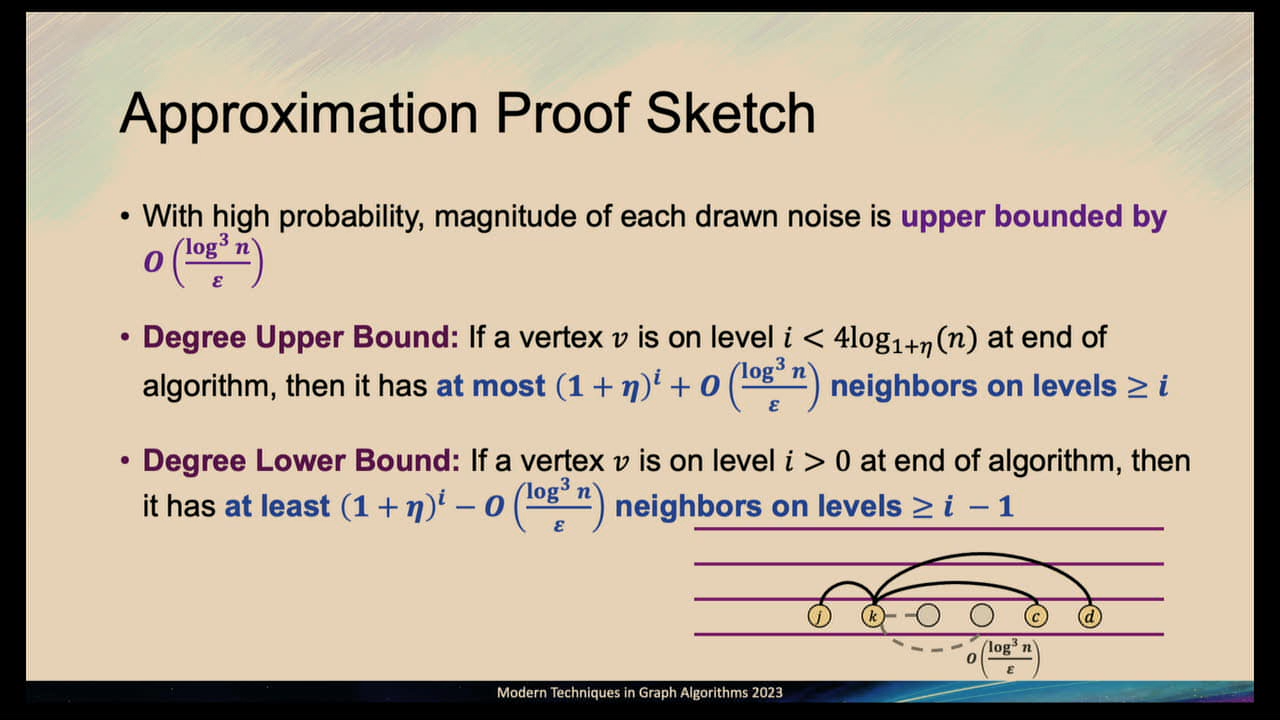 Approximation Proof Sketch
• With high probability, magnitude of each drawn noise is upper bounded by
O(log³ n / ε)
• Degree Upper Bound: If a vertex v is on level i < 4log₁₊η(n) at end of
algorithm, then it has at most (1 + η)ⁱ + O(log³ n / ε) neighbors on levels ≥ i
• Degree Lower Bound: If a vertex v is on level i > 0 at end of algorithm, then
it has at least (1 + η)ⁱ − O(log³ n / ε) neighbors on levels ≥ i − 1
j k c d
O(log³ n / ε)
Modern Techniques in Graph Algorithms 2023